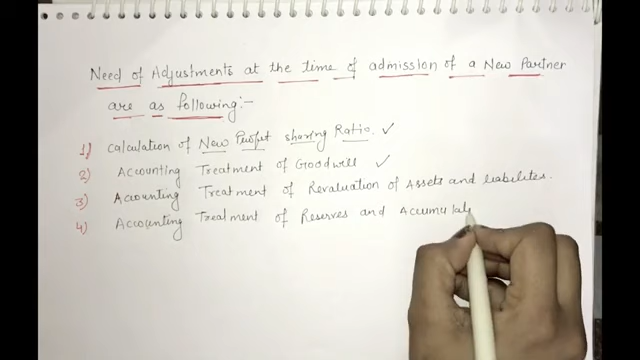 Need of Adjustments at the time of admission of a New Partner
are as following:-
1) Calculation of New Profit sharing Ratio. ✓
2) Accounting Treatment of Goodwill ✓
3) Acounting Treatment of Revaluation of Assets and liabilites.
4) Accounting Treatment of Reserves and Accumulat